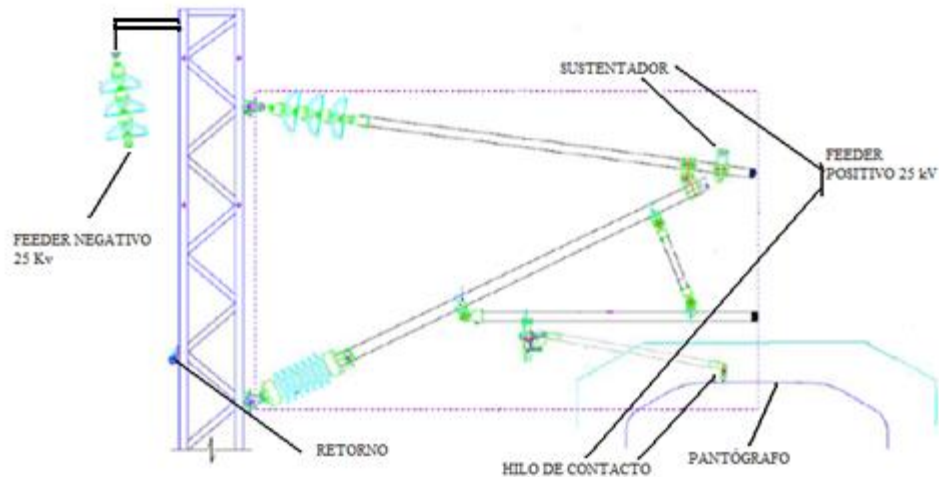 SUSTENTADOR
FEEDER
POSITIVO 25 kV
FEEDER NEGATIVO
25 Kv
RETORNO
HILO DE CONTACTO
PANTÓGRAFO